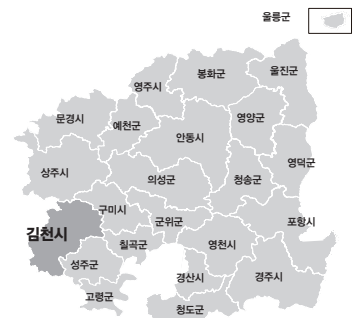 울릉군
울진군
봉화군
영주시
영양군
문경시
예천군
안동시
영덕군
상주시
의성군
청송군
구미시
군위군
포항시
김천시
칠곡군
영천시
성주군
경산시
경주시
고령군
청도군